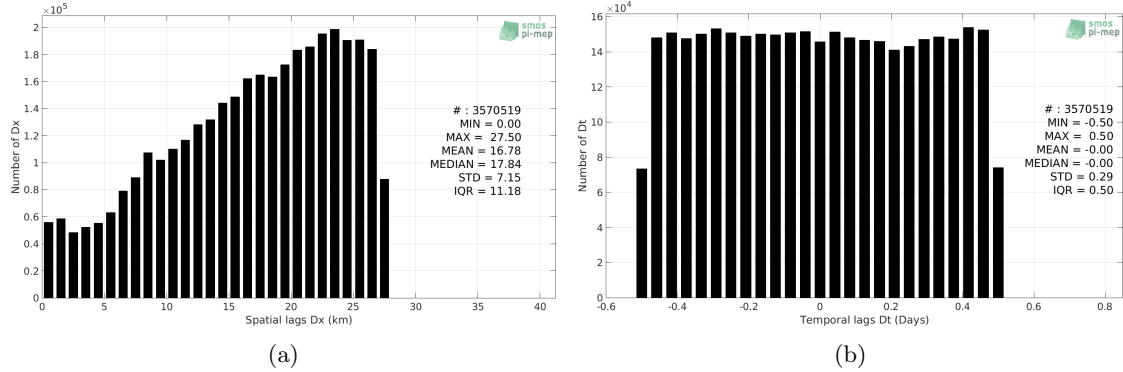 ×10⁵
2
1.8
1.6
1.4
1.2
1
0.8
0.6
0.4
0.2
0
Number of Dx
smos
pi-mep
# : 3570519
MIN = 0.00
MAX = 27.50
MEAN = 16.78
MEDIAN = 17.84
STD = 7.15
IQR = 11.18
0 5 10 15 20 25 30 35 40
Spatial lags Dx (km)
(a)
×10⁴
16
14
12
10
8
6
4
2
0
Number of Dt
smos
pi-mep
# : 3570519
MIN = -0.50
MAX = 0.50
MEAN = -0.00
MEDIAN = -0.00
STD = 0.29
IQR = 0.50
-0.6 -0.4 -0.2 0 0.2 0.4 0.6 0.8
Temporal lags Dt (Days)
(b)